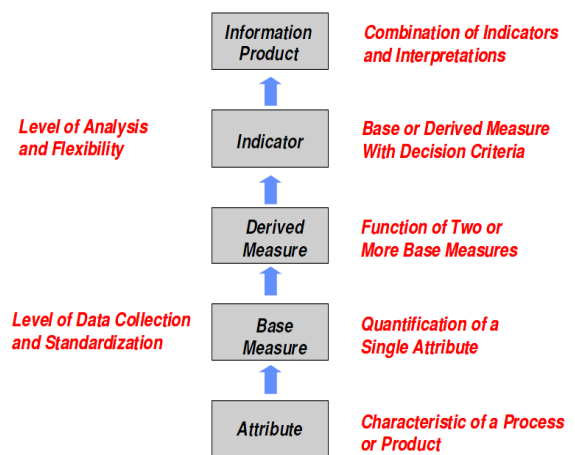 Information
Product
Combination of Indicators
and Interpretations
Level of Analysis
and Flexibility
Indicator
Base or Derived Measure
With Decision Criteria
Derived
Measure
Function of Two or
More Base Measures
Level of Data Collection
and Standardization
Base
Measure
Quantification of a
Single Attribute
Attribute
Characteristic of a Process
or Product